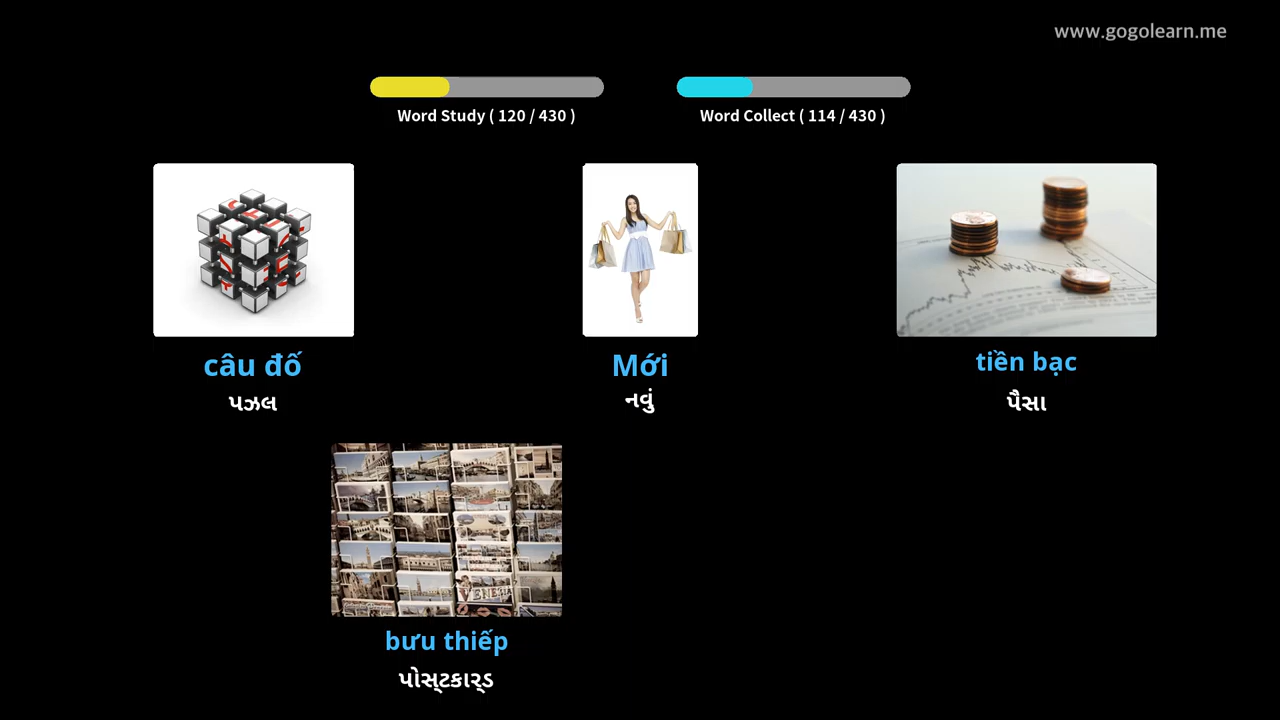 www.gogolearn.me
Word Study ( 120 / 430 )
Word Collect ( 114 / 430 )
câu đố
પઝલ
Mới
નવું
tiền bạc
પૈસા
VENEZIA
bưu thiếp
પોસ્ટકાર્ડ